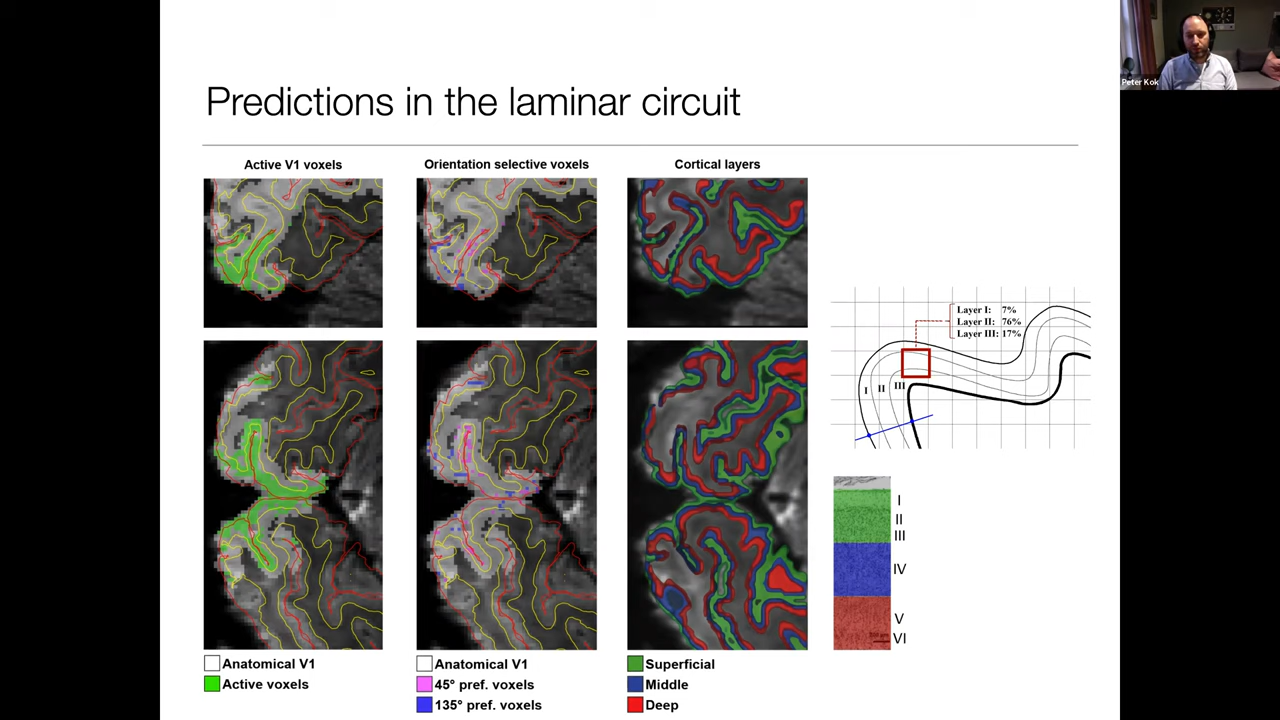 Predictions in the laminar circuit
Peter Kok
Active V1 voxels
Orientation selective voxels
Cortical layers
Layer I: 7%
Layer II: 76%
Layer III: 17%
I
II
III
I
II
III
IV
V
VI
Anatomical V1
Active voxels
Anatomical V1
45° pref. voxels
135° pref. voxels
Superficial
Middle
Deep